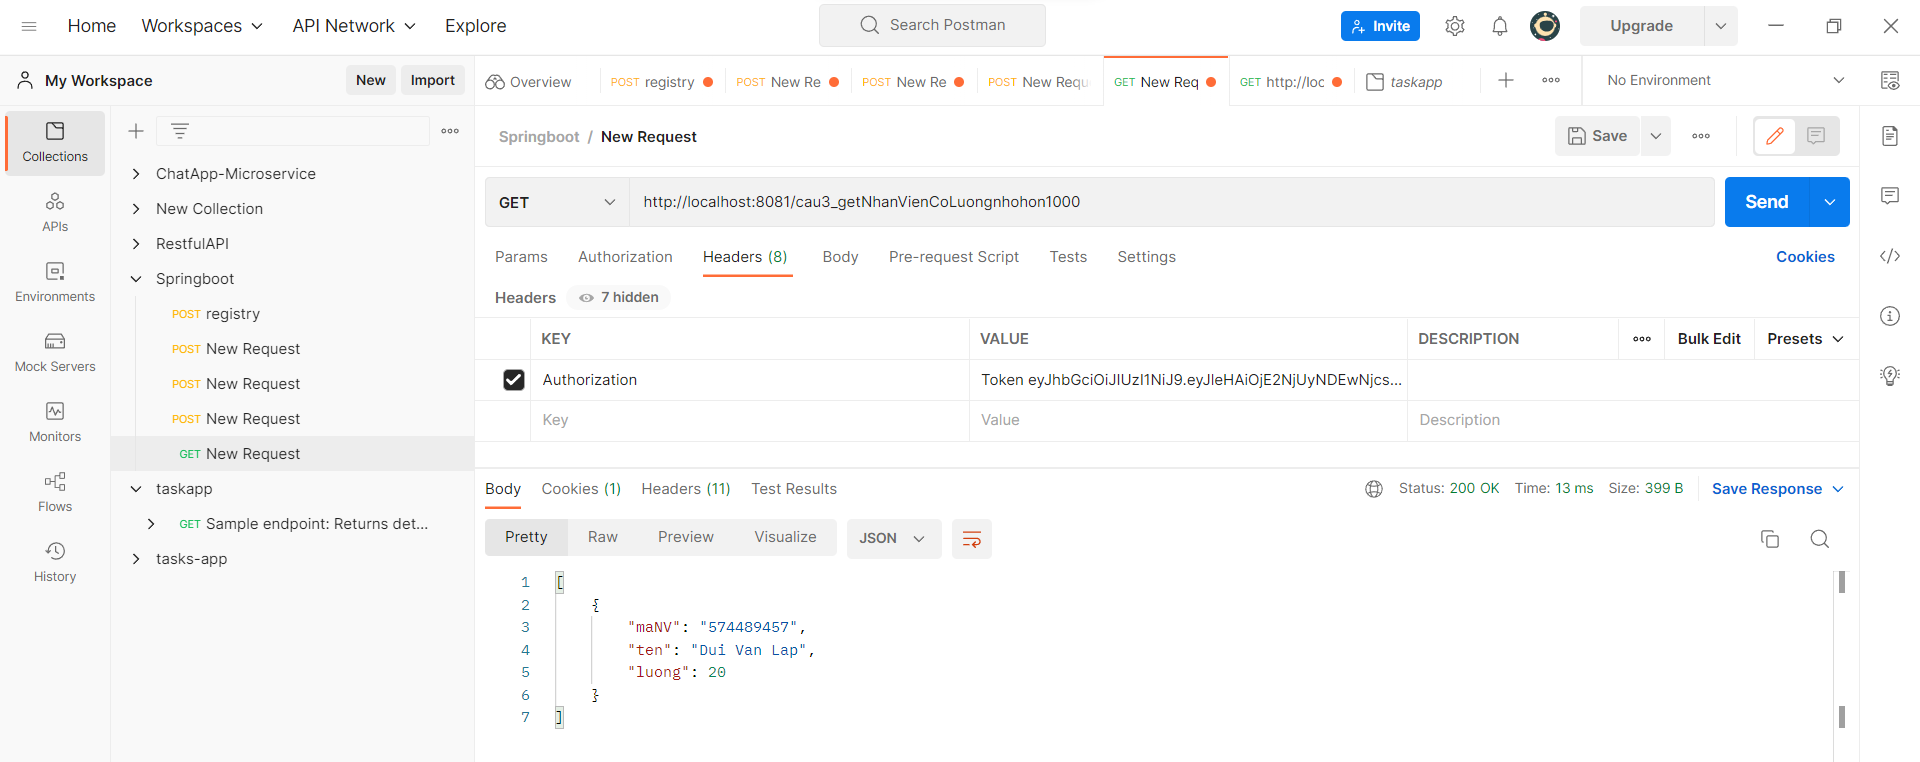 Home Workspaces API Network Explore Search Postman Invite Upgrade
My Workspace New Import
Overview POST registry POST New Re POST New Re POST New Requ GET New Req GET http://loc taskapp No Environment
Collections
APIs
Environments
Mock Servers
Monitors
Flows
History
ChatApp-Microservice
New Collection
RestfulAPI
Springboot
POST registry
POST New Request
POST New Request
POST New Request
GET New Request
taskapp
GET Sample endpoint: Returns det...
tasks-app
Springboot / New Request Save
GET http://localhost:8081/cau3_getNhanVienCoLuongnhohon1000 Send
Params Authorization Headers (8) Body Pre-request Script Tests Settings Cookies
Headers 7 hidden
KEY VALUE DESCRIPTION Bulk Edit Presets
Authorization Token eyJhbGciOiJIUzI1NiJ9.eyJleHAiOjE2NjUyNDEwNjcs...
Key Value Description
Body Cookies (1) Headers (11) Test Results Status: 200 OK Time: 13 ms Size: 399 B Save Response
Pretty Raw Preview Visualize JSON
1 [
2 {
3 "maNV": "574489457",
4 "ten": "Dui Van Lap",
5 "luong": 20
6 }
7 ]